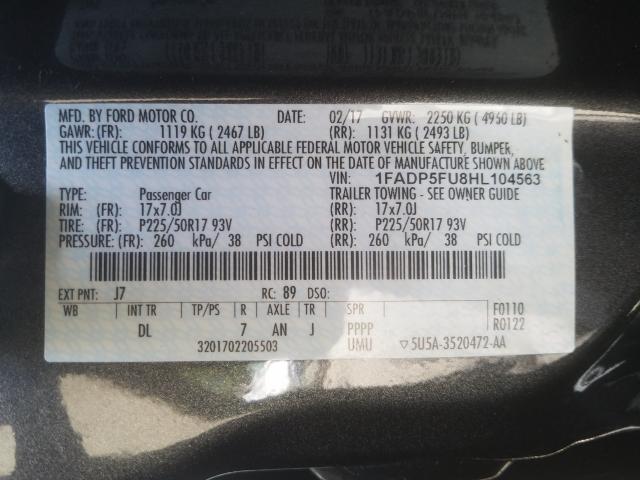 MFD. BY FORD MOTOR CO. DATE: 02/17 GVWR: 2250 KG ( 4960 LB)
GAWR: (FR): 1119 KG ( 2467 LB) (RR): 1131 KG ( 2493 LB)
THIS VEHICLE CONFORMS TO ALL APPLICABLE FEDERAL MOTOR VEHICLE SAFETY, BUMPER,
AND THEFT PREVENTION STANDARDS IN EFFECT ON THE DATE OF MANUFACTURE SHOWN ABOVE.
VIN: 1FADP5FU8HL104563
TYPE: Passenger Car TRAILER TOWING - SEE OWNER GUIDE
RIM: (FR): 17x7.0J (RR): 17x7.0J
TIRE: (FR): P225/50R17 93V (RR): P225/50R17 93V
PRESSURE: (FR): 260 kPa/ 38 PSI COLD (RR): 260 kPa/ 38 PSI COLD
EXT PNT: J7 RC: 89 DSO:
WB INT TR TP/PS R AXLE TR SPR F0110
DL 7 AN J PPPP R0122
3201702205503 UMU ▽5U5A-3520472-AA